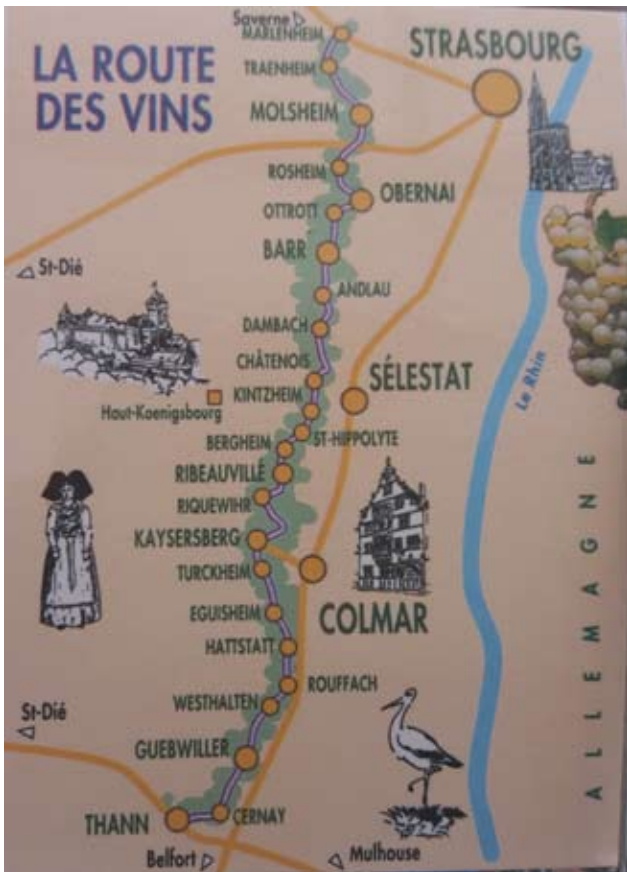 Saverne
MARLENHEIM
STRASBOURG
LA ROUTE
DES VINS
TRAENHEIM
MOLSHEIM
ROSHEIM
OBERNAI
OTTROTT
BARR
St-Dié
ANDLAU
DAMBACH
CHÂTENOIS
SÉLESTAT
KINTZHEIM
Le Rhin
Haut-Koenigsbourg
ST-HIPPOLYTE
BERGHEIM
RIBEAUVILLÉ
RIQUEWIHR
KAYSERSBERG
TURCKHEIM
EGUISHEIM
COLMAR
HATTSTATT
ALLEMAGNE
ROUFFACH
WESTHALTEN
St-Dié
GUEBWILLER
THANN
CERNAY
Belfort
Mulhouse